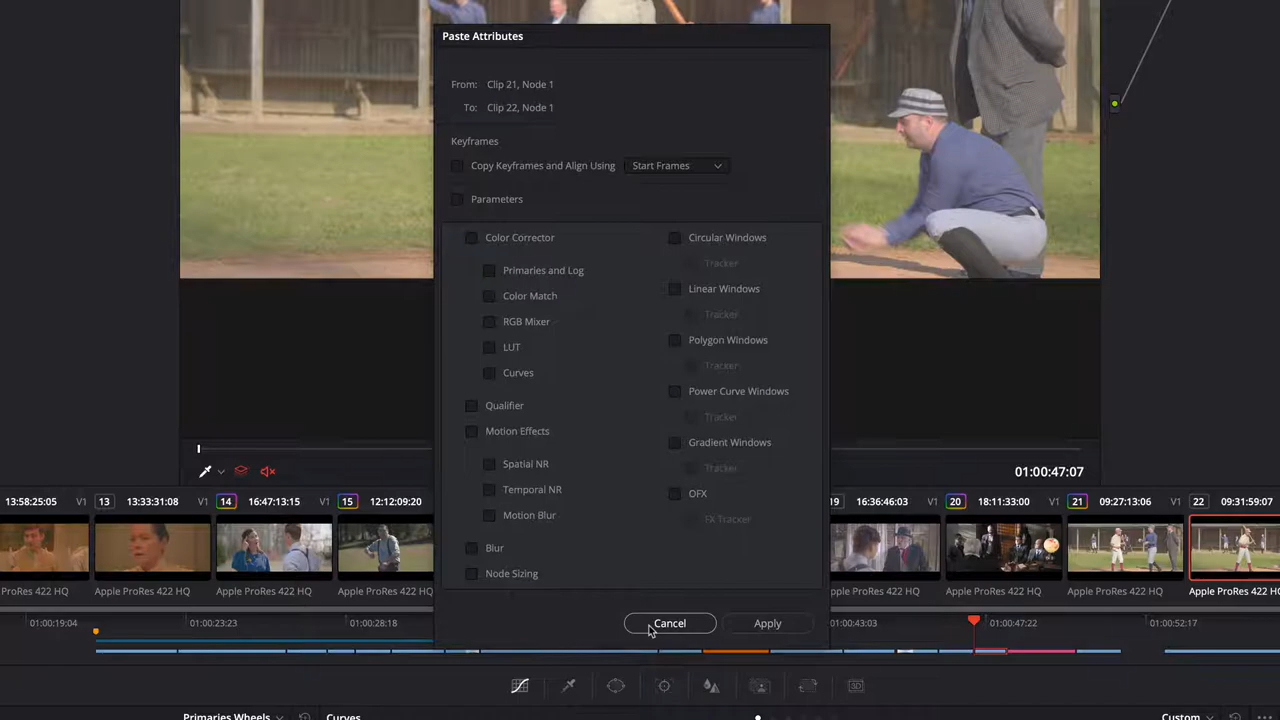 Paste Attributes
From: Clip 21, Node 1
To: Clip 22, Node 1
Keyframes
Copy Keyframes and Align Using Start Frames
Parameters
Color Corrector
Primaries and Log
Color Match
RGB Mixer
LUT
Curves
Qualifier
Motion Effects
Spatial NR
Temporal NR
Motion Blur
Blur
Node Sizing
Circular Windows
Tracker
Linear Windows
Tracker
Polygon Windows
Tracker
Power Curve Windows
Tracker
Gradient Windows
Tracker
OFX
FX Tracker
Cancel Apply
01:00:47:07
13:58:25:05 V1 13 13:33:31:08 V1 14 16:47:13:15 V1 15 12:12:09:20 19 16:36:46:03 V1 20 18:11:33:00 V1 21 09:27:13:06 V1 22 09:31:59:07
ProRes 422 HQ Apple ProRes 422 HQ Apple ProRes 422 HQ Apple ProRes 422 HQ ProRes 422 HQ Apple ProRes 422 HQ Apple ProRes 422 HQ Apple ProRes 422 HQ
01:00:19:04 01:00:23:23 01:00:28:18 01:00:43:03 01:00:47:22 01:00:52:17
3D
Primaries Wheels Curves Custom